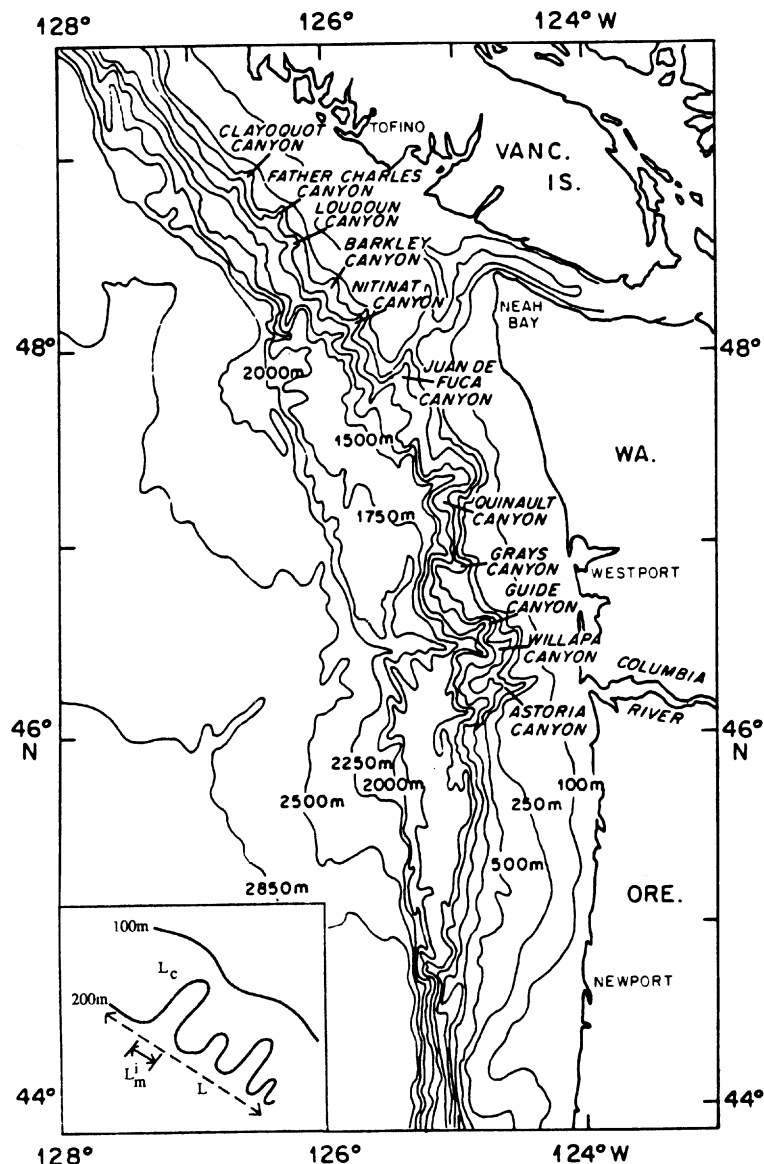 128°
126°
124° W
TOFINO
CLAYOQUOT
CANYON
VANC.
IS.
FATHER CHARLES
CANYON
LOUDOUN
CANYON
BARKLEY
CANYON
NITINAT
CANYON
NEAH
BAY
48°
48°
2000m
JUAN DE
FUCA
CANYON
1500m
WA.
1750m
QUINAULT
CANYON
GRAYS
CANYON
WESTPORT
GUIDE
CANYON
WILLAPA
CANYON
COLUMBIA
RIVER
ASTORIA
CANYON
46°
N
46°
N
2250m
2000m
100m
2500m
250m
500m
2850m
ORE.
100m
Lc
200m
NEWPORT
L
Lim
44°
44°
128°
126°
124°W